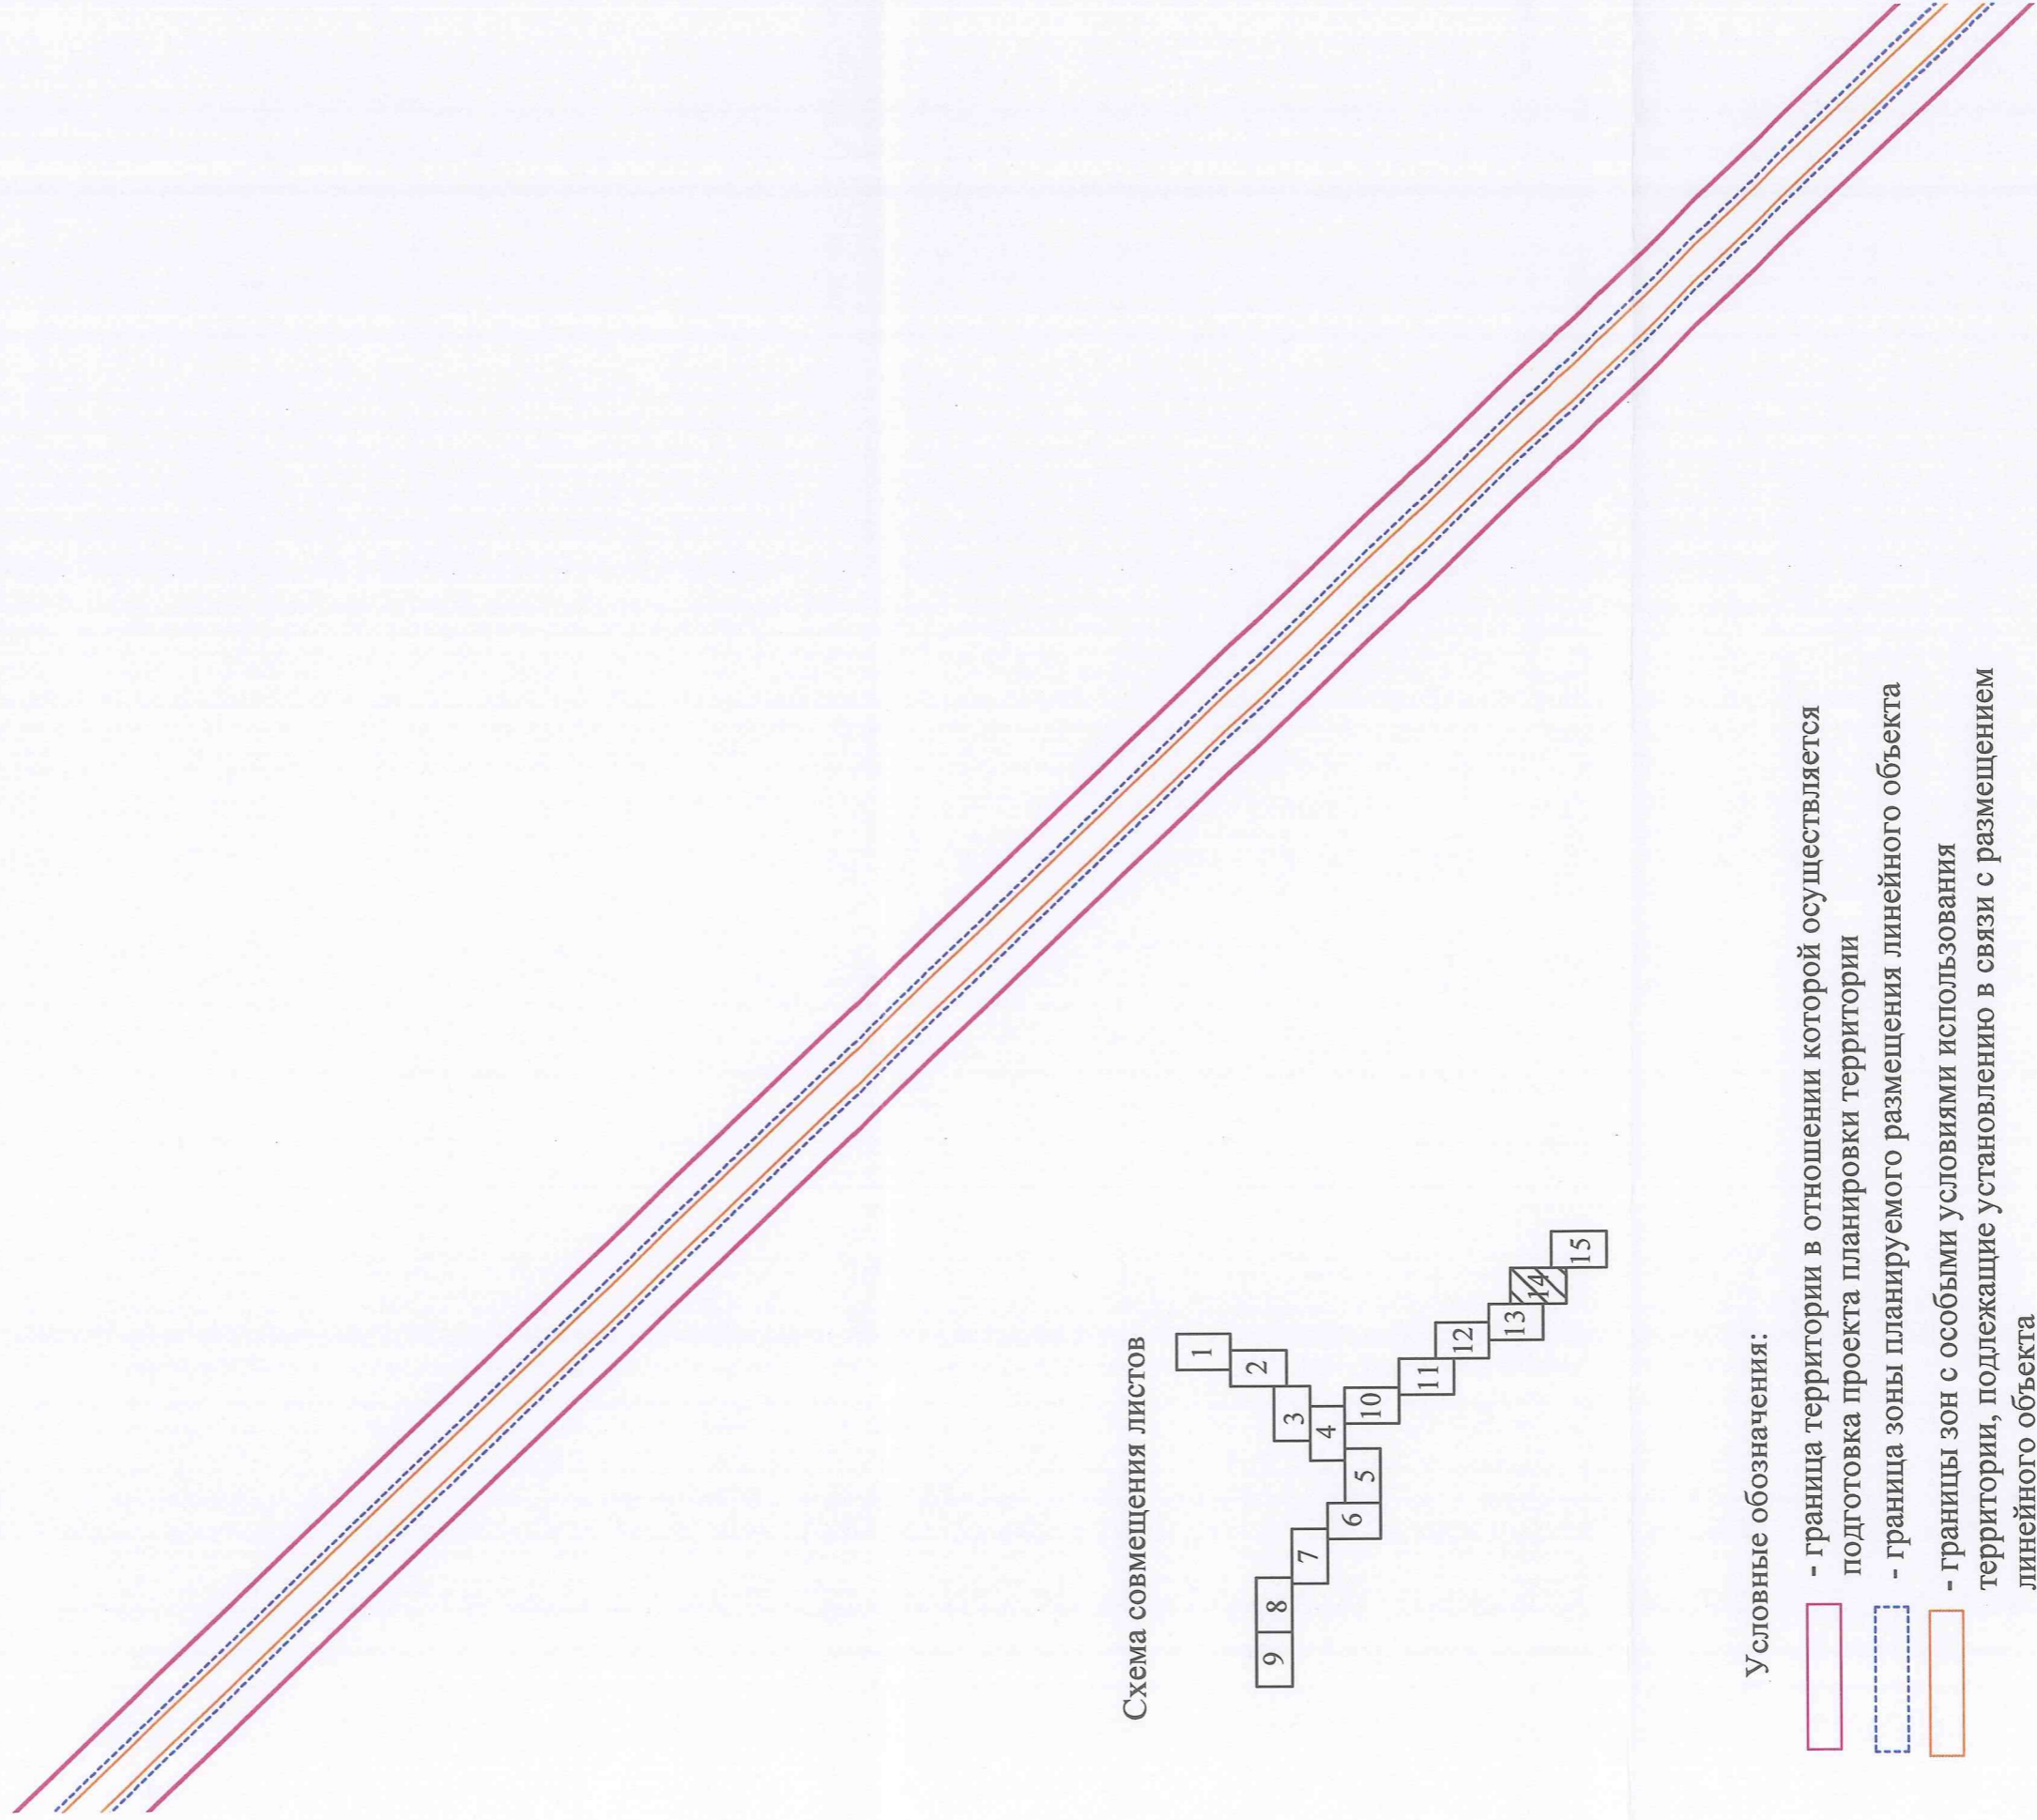 Схема совмещения листов
1
2
3
4
5
6
7
8
9
10
11
12
13
14
15
Условные обозначения:
- граница территории в отношении которой осуществляется
подготовка проекта планировки территории
- граница зоны планируемого размещения линейного объекта
- границы зон с особыми условиями использования
территории, подлежащие установлению в связи с размещением
линейного объекта